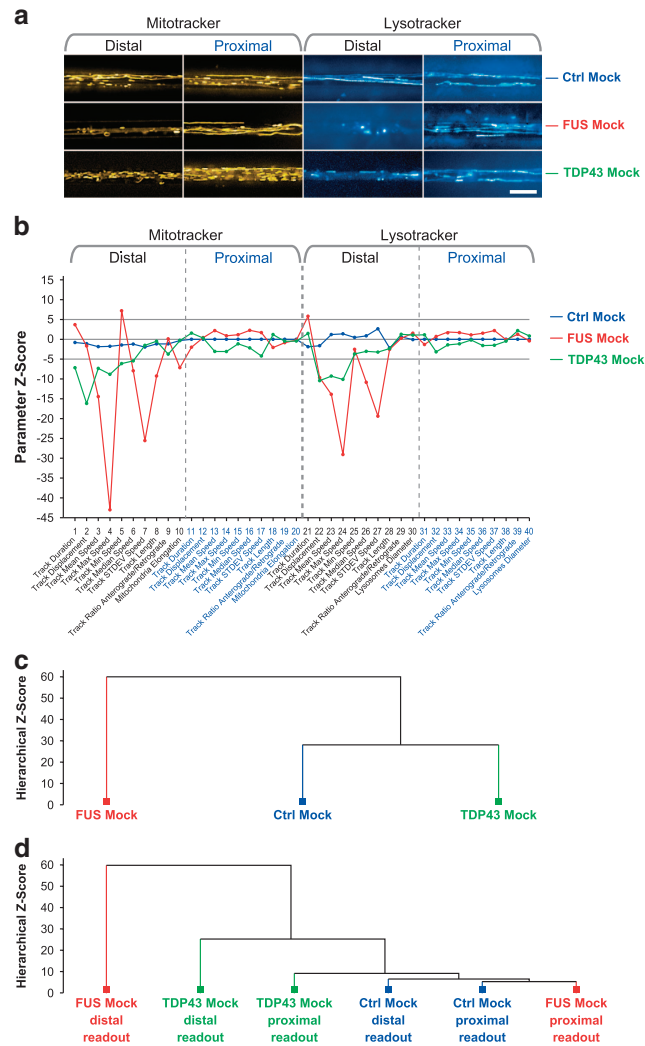 a
Mitotracker
Lysotracker
Distal
Proximal
Distal
Proximal
Ctrl Mock
FUS Mock
TDP43 Mock
b
Mitotracker
Lysotracker
Distal
Proximal
Distal
Proximal
Parameter Z-Score
15
10
5
0
-5
-10
-15
-20
-25
-30
-35
-40
-45
Ctrl Mock
FUS Mock
TDP43 Mock
1 2 3 4 5 6 7 8 9 10 11 12 13 14 15 16 17 18 19 20 21 22 23 24 25 26 27 28 29 30 31 32 33 34 35 36 37 38 39 40
Track Duration
Track Displacement
Track Mean Speed
Track Max Speed
Track Min Speed
Track Median Speed
Track STDEV Speed
Track Length
Track Ratio Anterograde/Retrograde
Mitochondria Elongation
Track Duration
Track Displacement
Track Mean Speed
Track Max Speed
Track Min Speed
Track Median Speed
Track STDEV Speed
Track Length
Track Ratio Anterograde/Retrograde
Mitochondria Elongation
Track Duration
Track Displacement
Track Mean Speed
Track Max Speed
Track Min Speed
Track Median Speed
Track STDEV Speed
Track Length
Track Ratio Anterograde/Retrograde
Lysosomes Diameter
Track Duration
Track Displacement
Track Mean Speed
Track Max Speed
Track Min Speed
Track Median Speed
Track STDEV Speed
Track Length
Track Ratio Anterograde/Retrograde
Lysosomes Diameter
c
Hierarchical Z-Score
60
50
40
30
20
10
0
FUS Mock
Ctrl Mock
TDP43 Mock
d
Hierarchical Z-Score
60
50
40
30
20
10
0
FUS Mock
distal
readout
TDP43 Mock
distal
readout
TDP43 Mock
proximal
readout
Ctrl Mock
distal
readout
Ctrl Mock
proximal
readout
FUS Mock
proximal
readout